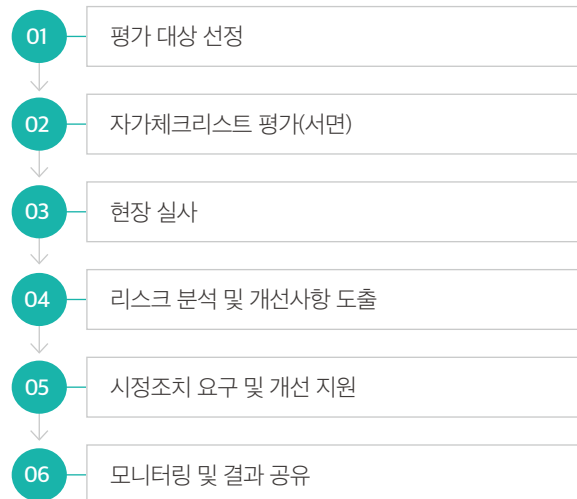 01 평가 대상 선정
02 자가체크리스트 평가(서면)
03 현장 실사
04 리스크 분석 및 개선사항 도출
05 시정조치 요구 및 개선 지원
06 모니터링 및 결과 공유